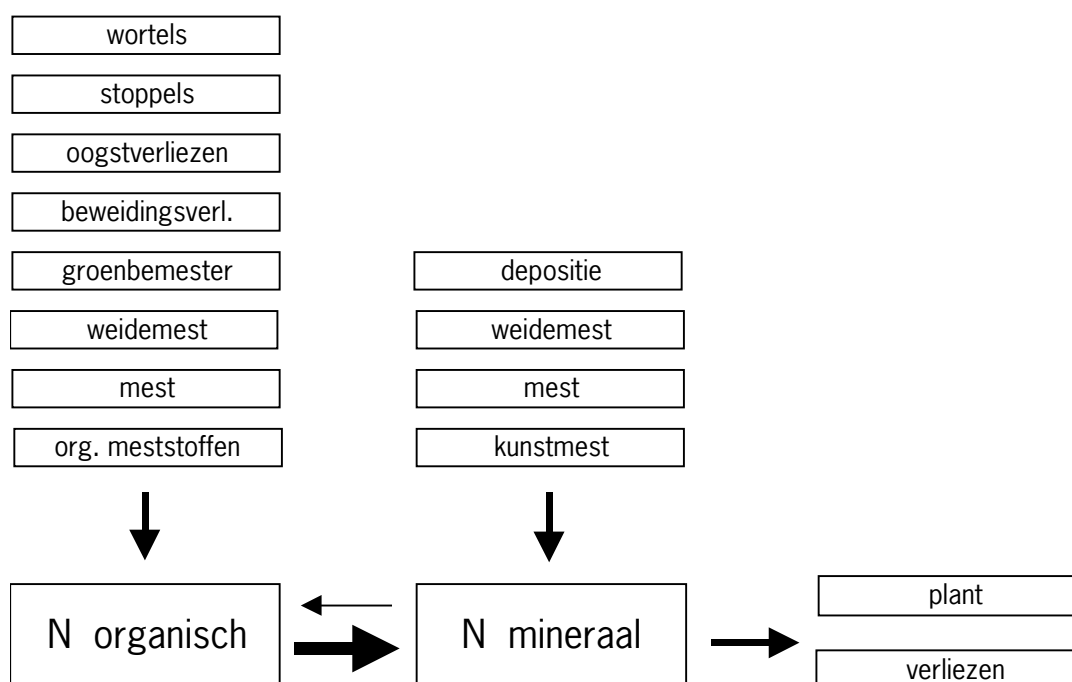 wortels
stoppels
oogstverliezen
beweidingsverl.
groenbemester
weidemest
mest
org. meststoffen
depositie
weidemest
mest
kunstmest
N organisch
N mineraal
plant
verliezen